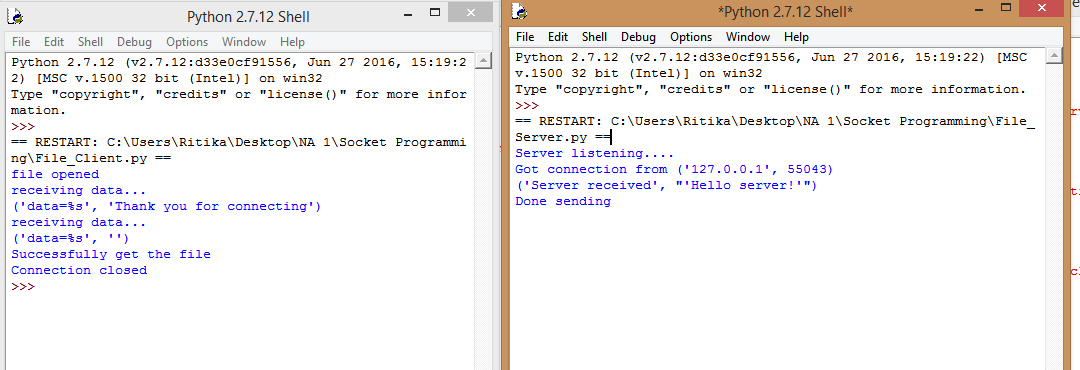 Python 2.7.12 Shell
File Edit Shell Debug Options Window Help
Python 2.7.12 (v2.7.12:d33e0cf91556, Jun 27 2016, 15:19:2
2) [MSC v.1500 32 bit (Intel)] on win32
Type "copyright", "credits" or "license()" for more infor
mation.
>>>
== RESTART: C:\Users\Ritika\Desktop\NA 1\Socket Programmi
ng\File_Client.py ==
file opened
receiving data...
('data=%s', 'Thank you for connecting')
receiving data...
('data=%s', '')
Successfully get the file
Connection closed
>>>
*Python 2.7.12 Shell*
File Edit Shell Debug Options Window Help
Python 2.7.12 (v2.7.12:d33e0cf91556, Jun 27 2016, 15:19:22) [MSC
v.1500 32 bit (Intel)] on win32
Type "copyright", "credits" or "license()" for more information.
>>>
== RESTART: C:\Users\Ritika\Desktop\NA 1\Socket Programming\File_
Server.py ==
Server listening....
Got connection from ('127.0.0.1', 55043)
('Server received', "'Hello server!'")
Done sending